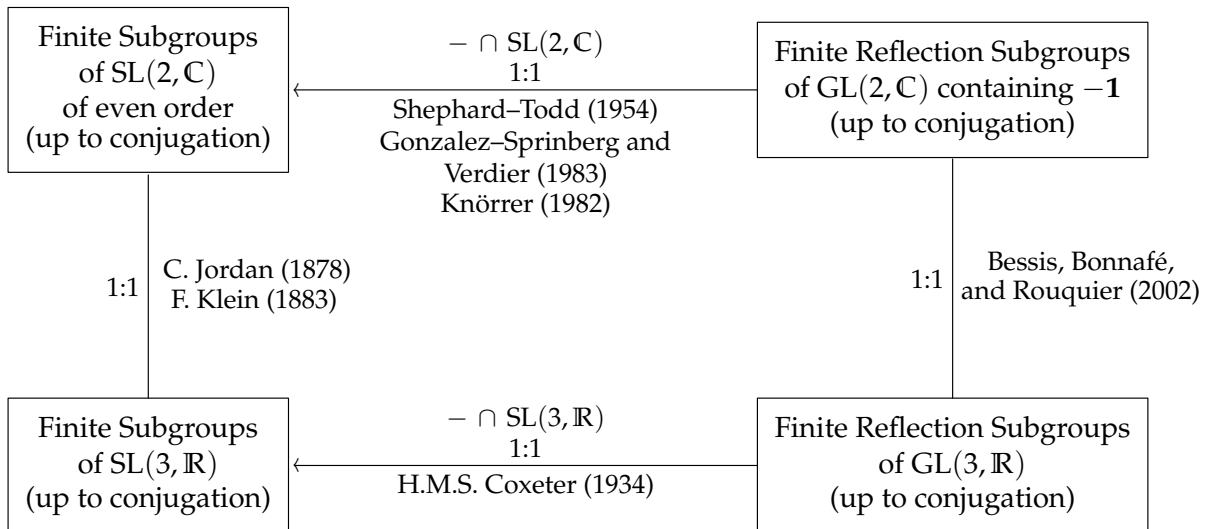 Finite Subgroups
of SL(2, ℂ)
of even order
(up to conjugation)
− ∩ SL(2, ℂ)
1:1
Shephard–Todd (1954)
Gonzalez–Sprinberg and
Verdier (1983)
Knörrer (1982)
Finite Reflection Subgroups
of GL(2, ℂ) containing −𝟏
(up to conjugation)
1:1
C. Jordan (1878)
F. Klein (1883)
1:1
Bessis, Bonnafé,
and Rouquier (2002)
Finite Subgroups
of SL(3, ℝ)
(up to conjugation)
− ∩ SL(3, ℝ)
1:1
H.M.S. Coxeter (1934)
Finite Reflection Subgroups
of GL(3, ℝ)
(up to conjugation)